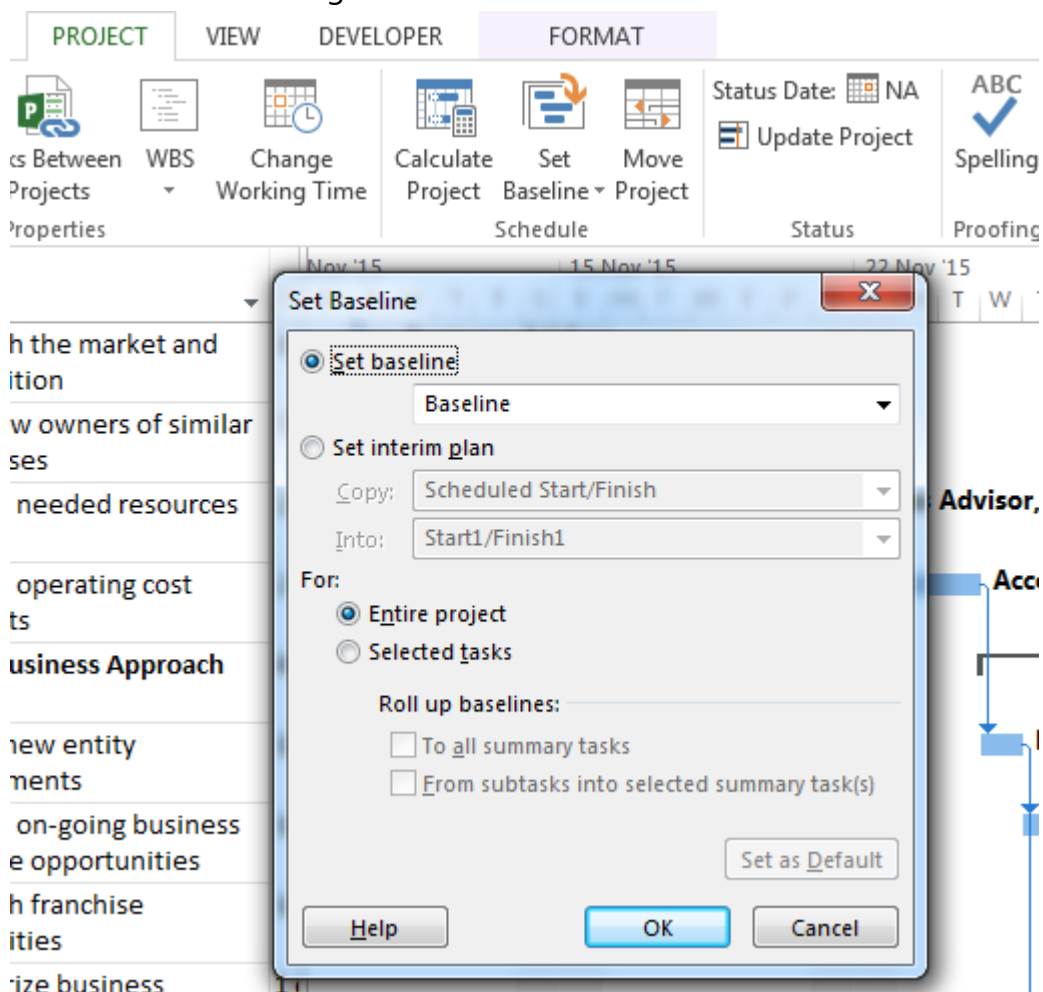 PROJECT VIEW DEVELOPER FORMAT
Status Date: NA
Update Project
ks Between Projects
WBS
Change Working Time
Calculate Project
Set Baseline
Move Project
ABC
Spelling
Properties
Schedule
Status
Proofing
Nov '15 15 Nov '15 22 Nov '15
T W
Set Baseline
h the market and
ition
w owners of similar
ses
needed resources
operating cost
ts
usiness Approach
new entity
ments
on-going business
e opportunities
h franchise
ities
rize business
Set baseline
Baseline
Set interim plan
Copy: Scheduled Start/Finish
Into: Start1/Finish1
For:
Entire project
Selected tasks
Roll up baselines:
To all summary tasks
From subtasks into selected summary task(s)
Set as Default
Help OK Cancel
Advisor,
Acc